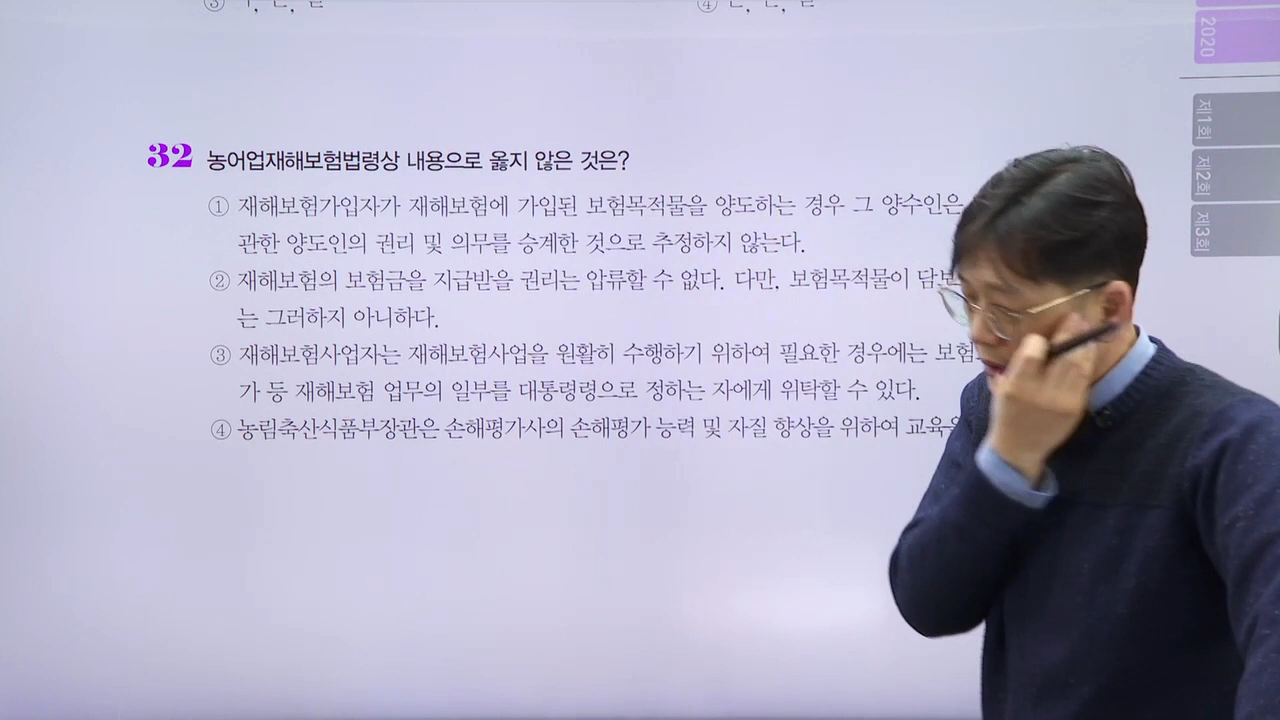 2020
제1회
제2회
제3회
32 농어업재해보험법령상 내용으로 옳지 않은 것은?
① 재해보험가입자가 재해보험에 가입된 보험목적물을 양도하는 경우 그 양수인은
관한 양도인의 권리 및 의무를 승계한 것으로 추정하지 않는다.
② 재해보험의 보험금을 지급받을 권리는 압류할 수 없다. 다만, 보험목적물이
는 그러하지 아니하다.
③ 재해보험사업자는 재해보험사업을 원활히 수행하기 위하여 필요한 경우에는 보험
가 등 재해보험 업무의 일부를 대통령령으로 정하는 자에게 위탁할 수 있다.
④ 농림축산식품부장관은 손해평가사의 손해평가 능력 및 자질 향상을 위하여